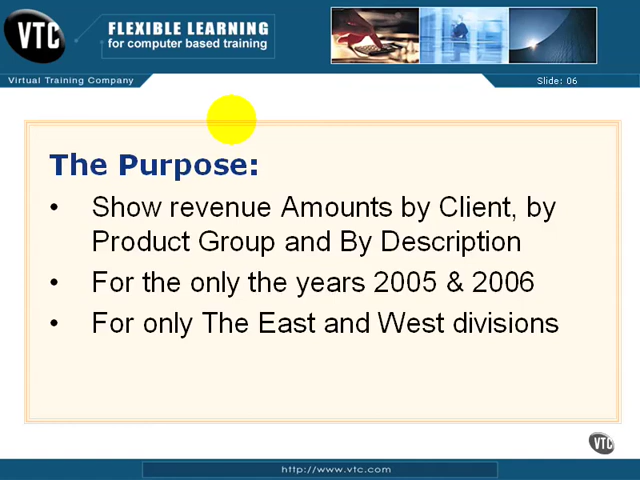 VTC
FLEXIBLE LEARNING
for computer based training
Virtual Training Company
Slide: 06
The Purpose:
• Show revenue Amounts by Client, by
Product Group and By Description
• For the only the years 2005 & 2006
• For only The East and West divisions
VTC
http://www.vtc.com